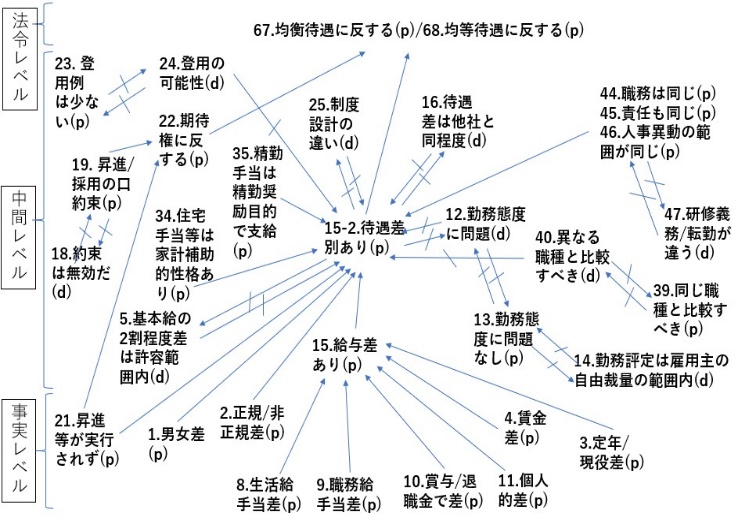 法令レベル
67.均衡待遇に反する(p)/68.均等待遇に反する(p)
23. 登
用例
は少な
い(p)
24.登用の
可能性(d)
22.期待
権に反
する(p)
25.制度
設計の
違い(d)
16.待遇
差は他社と
同程度(d)
44.職務は同じ(p)
45.責任も同じ(p)
46.人事異動の範
囲が同じ(p)
中間レベル
19. 昇進/
採用の口
約束(p)
35.精勤
手当は
精勤奨
励目的
で支給
(p)
18.約束
は無効だ
(d)
34.住宅
手当等は
家計補助
的性格あ
り(p)
15-2.待遇差
別あり(p)
12.勤務態度
に問題(d)
40.異なる
職種と比較
すべき(d)
47.研修義
務/転勤が
違う(d)
39.同じ職
種と比較す
べき(p)
5.基本給の
2割程度差
は許容範
囲内(d)
15.給与差
あり(p)
13.勤務態
度に問題
なし(p)
14.勤務評定は雇用主の
自由裁量の範囲内(d)
事実レベル
21.昇進
等が実行
されず(p)
1.男女差
(p)
2.正規/非
正規差(p)
4.賃金
差(p)
3.定年/
現役差(p)
8.生活給
手当差(p)
9.職務給
手当差(p)
10.賞与/退
職金で差(p)
11.個人
的差(p)